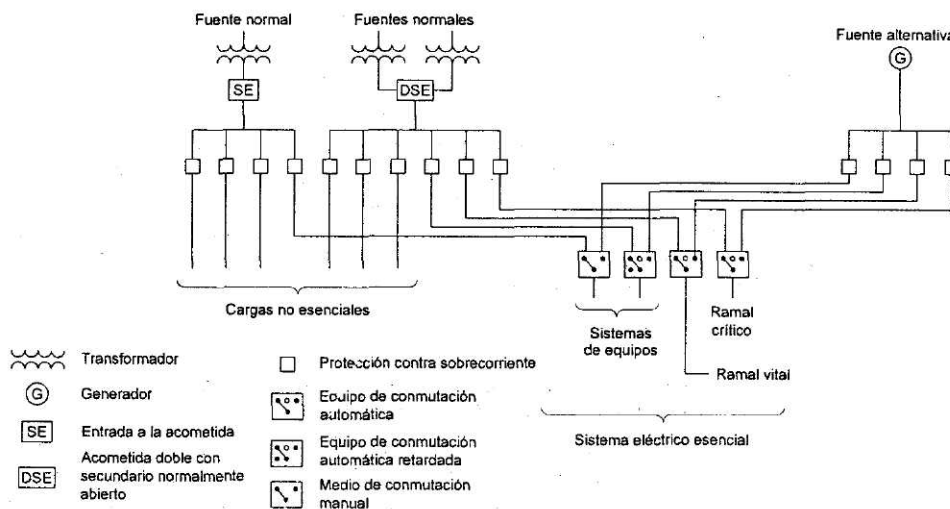 Fuente normal
Fuentes normales
Fuente alternativa
G
SE
DSE
Cargas no esenciales
Sistemas
de equipos
Ramal
crítico
Ramal vital
Sistema eléctrico esencial
Transformador
G
Generador
SE
Entrada a la acometida
DSE
Acometida doble con
secundario normalmente
abierto
Protección contra sobrecorriente
Equipo de conmutación
automática
Equipo de conmutación
automática retardada
Medio de conmutación
manual